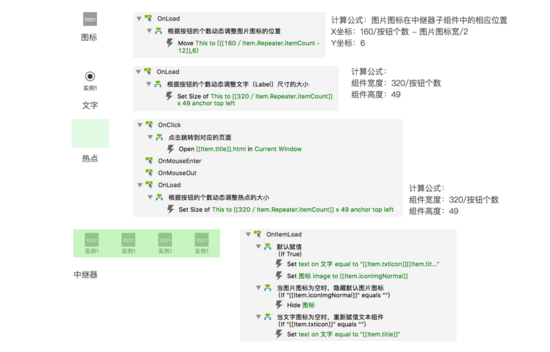 icon
图标
OnLoad
根据按钮的个数动态调整图片图标的位置
Move This to ([[160 / Item.Repeater.itemCount -
12]],6)
计算公式：图片图标在中继器子组件中的相应位置
X坐标：160/按钮个数 − 图片图标宽/2
Y坐标：6
实例1
文字
OnLoad
根据按钮的个数动态调整文字（Label）尺寸的大小
Set Size of This to [[320 / Item.Repeater.itemCount]]
x 49 anchor top left
计算公式：
组件宽度：320/按钮个数
组件高度：49
热点
OnClick
点击跳转到对应的页面
Open [[Item.title]].html in Current Window
OnMouseEnter
OnMouseOut
OnLoad
根据按钮的个数动态调整热点的大小
Set Size of This to [[320 / Item.Repeater.itemCount]] x 49 anchor top left
计算公式：
组件宽度：320/按钮个数
组件高度：49
icon icon icon icon
实例1 实例1 实例1 实例1
中继器
OnItemLoad
默认赋值
(If True)
Set text on 文字 equal to "[[Item.txticon]][[Item.tit..."
Set 图标 image to [[Item.iconImgNormal]]
当图片图标为空时，隐藏默认图片图标
(If "[[Item.iconImgNormal]]" equals "")
Hide 图标
当文字图标为空时，重新赋值文本组件
(If "[[Item.txticon]]" equals "")
Set text on 文字 equal to "[[Item.title]]"